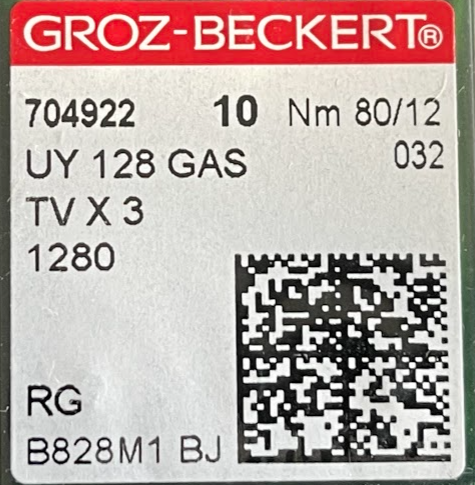 GROZ-BECKERT®
704922 10 Nm 80/12
UY 128 GAS 032
TV X 3
1280
RG
B828M1 BJ